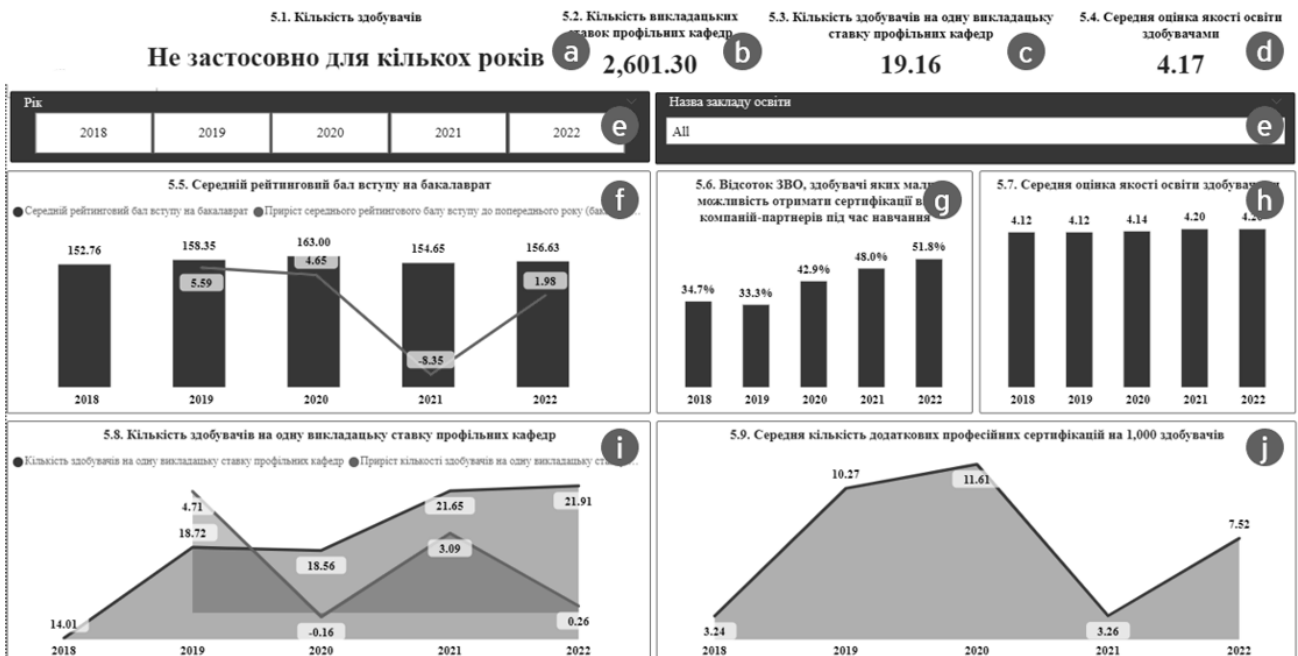 5.1. Кількість здобувачів
Не застосовно для кількох років
a
5.2. Кількість викладацьких
ставок профільних кафедр
2,601.30
b
5.3. Кількість здобувачів на одну викладацьку
ставку профільних кафедр
19.16
c
5.4. Середня оцінка якості освіти
здобувачами
4.17
d
Рік
2018 2019 2020 2021 2022
e
Назва закладу освіти
All
e
5.5. Середній рейтинговий бал вступу на бакалаврат
f
Середній рейтинговий бал вступу на бакалаврат Приріст середнього рейтингового балу вступу до попереднього року
152.76 158.35 163.00 154.65 156.63
5.59 4.65 -8.35 1.98
2018 2019 2020 2021 2022
5.6. Відсоток ЗВО, здобувачі яких мали
можливість отримати сертифікації
компаній-партнерів під час навчання
g
34.7% 33.3% 42.9% 48.0% 51.8%
2018 2019 2020 2021 2022
5.7. Середня оцінка якості освіти
h
4.12 4.12 4.14 4.20
2018 2019 2020 2021 2022
5.8. Кількість здобувачів на одну викладацьку ставку профільних кафедр
i
Кількість здобувачів на одну викладацьку ставку профільних кафедр Приріст кількості здобувачів на одну викладацьку
14.01 18.72 18.56 21.65 21.91
4.71 -0.16 3.09 0.26
2018 2019 2020 2021 2022
5.9. Середня кількість додаткових професійних сертифікацій на 1,000 здобувачів
j
3.24 10.27 11.61 3.26 7.52
2018 2019 2020 2021 2022